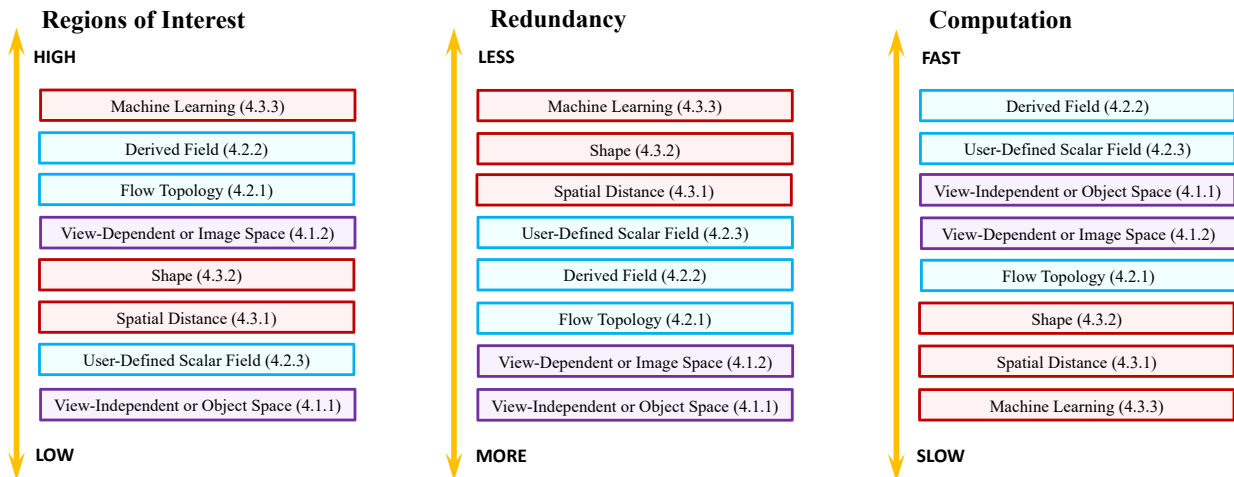 Regions of Interest
HIGH
Machine Learning (4.3.3)
Derived Field (4.2.2)
Flow Topology (4.2.1)
View-Dependent or Image Space (4.1.2)
Shape (4.3.2)
Spatial Distance (4.3.1)
User-Defined Scalar Field (4.2.3)
View-Independent or Object Space (4.1.1)
LOW
Redundancy
LESS
Machine Learning (4.3.3)
Shape (4.3.2)
Spatial Distance (4.3.1)
User-Defined Scalar Field (4.2.3)
Derived Field (4.2.2)
Flow Topology (4.2.1)
View-Dependent or Image Space (4.1.2)
View-Independent or Object Space (4.1.1)
MORE
Computation
FAST
Derived Field (4.2.2)
User-Defined Scalar Field (4.2.3)
View-Independent or Object Space (4.1.1)
View-Dependent or Image Space (4.1.2)
Flow Topology (4.2.1)
Shape (4.3.2)
Spatial Distance (4.3.1)
Machine Learning (4.3.3)
SLOW